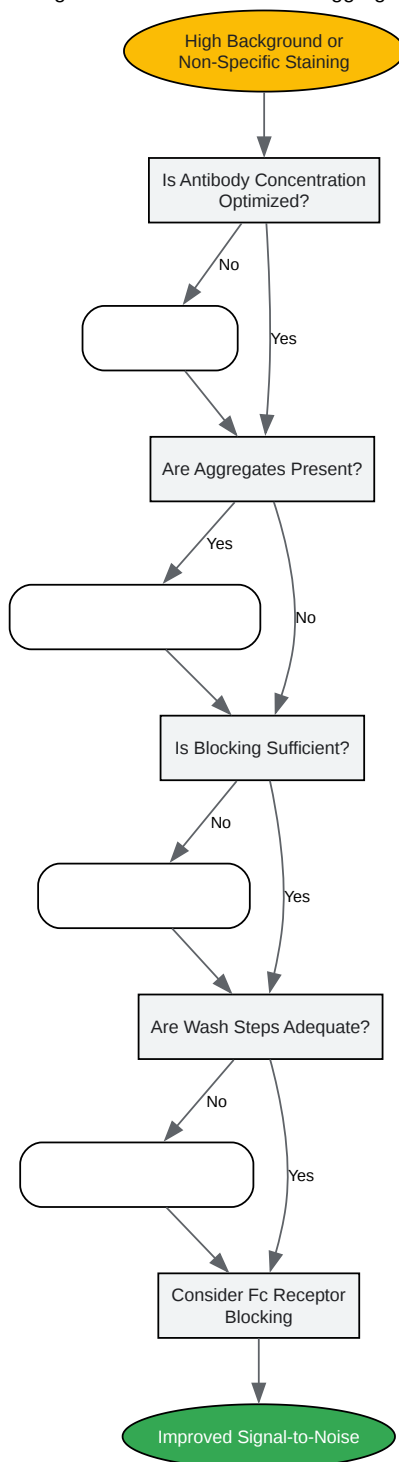 High Background or
Non-Specific Staining
Is Antibody Concentration
Optimized?
No
Yes
Are Aggregates Present?
Yes
No
Is Blocking Sufficient?
No
Yes
Are Wash Steps Adequate?
No
Yes
Consider Fc Receptor
Blocking
Improved Signal-to-Noise